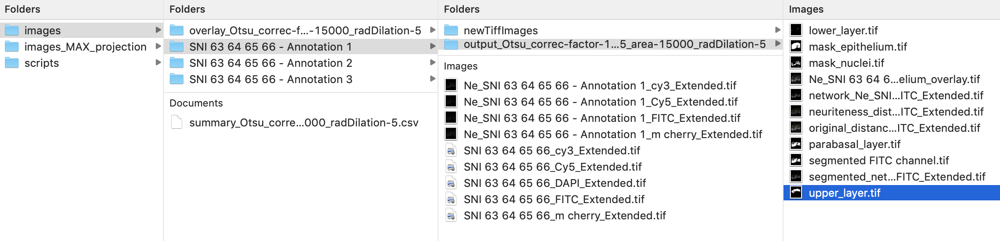 Folders
images
images_MAX_projection
scripts
Folders
overlay_Otsu_correc-f...-15000_radDilation-5
SNI 63 64 65 66 - Annotation 1
SNI 63 64 65 66 - Annotation 2
SNI 63 64 65 66 - Annotation 3
Documents
summary_Otsu_corre...000_radDilation-5.csv
Folders
newTiffImages
output_Otsu_correc-factor-1...5_area-15000_radDilation-5
Images
Ne_SNI 63 64 65 66 - Annotation 1_cy3_Extended.tif
Ne_SNI 63 64 65 66 - Annotation 1_Cy5_Extended.tif
Ne_SNI 63 64 65 66 - Annotation 1_FITC_Extended.tif
Ne_SNI 63 64 65 66 - Annotation 1_m cherry_Extended.tif
SNI 63 64 65 66_cy3_Extended.tif
SNI 63 64 65 66_Cy5_Extended.tif
SNI 63 64 65 66_DAPI_Extended.tif
SNI 63 64 65 66_FITC_Extended.tif
SNI 63 64 65 66_m cherry_Extended.tif
Images
lower_layer.tif
mask_epithelium.tif
mask_nuclei.tif
Ne_SNI 63 64 6...elium_overlay.tif
network_Ne_SNI...ITC_Extended.tif
neuriteness_dist...ITC_Extended.tif
original_distanc...ITC_Extended.tif
parabasal_layer.tif
segmented FITC channel.tif
segmented_net...FITC_Extended.tif
upper_layer.tif